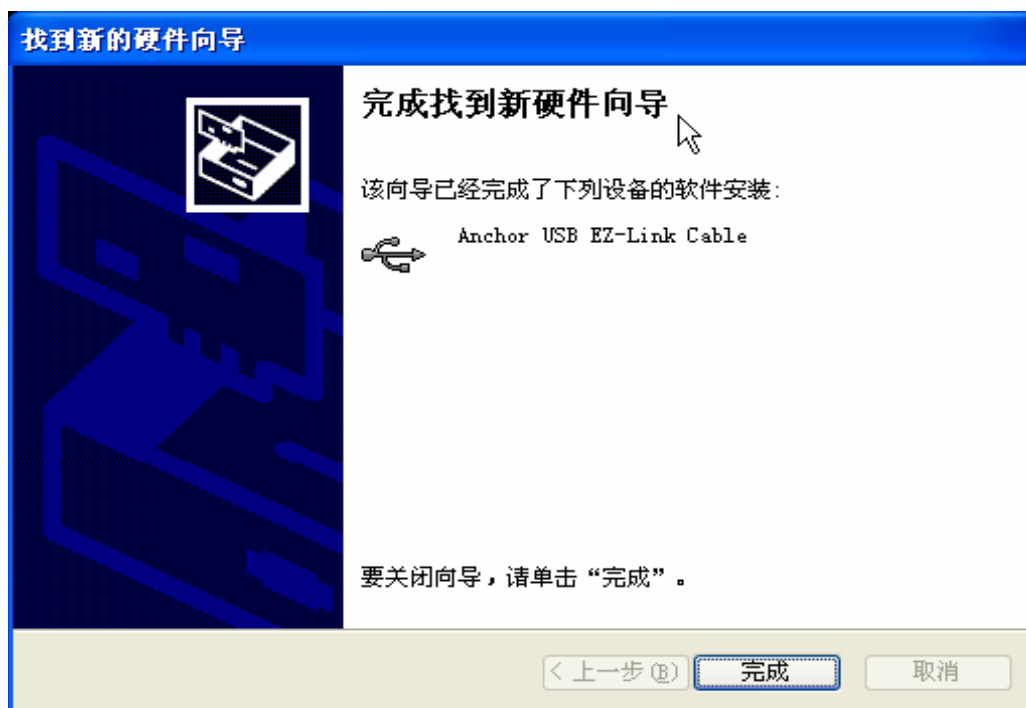 找到新的硬件向导
完成找到新硬件向导
该向导已经完成了下列设备的软件安装:
Anchor USB EZ-Link Cable
要关闭向导，请单击“完成”。
< 上一步(B)
完成
取消